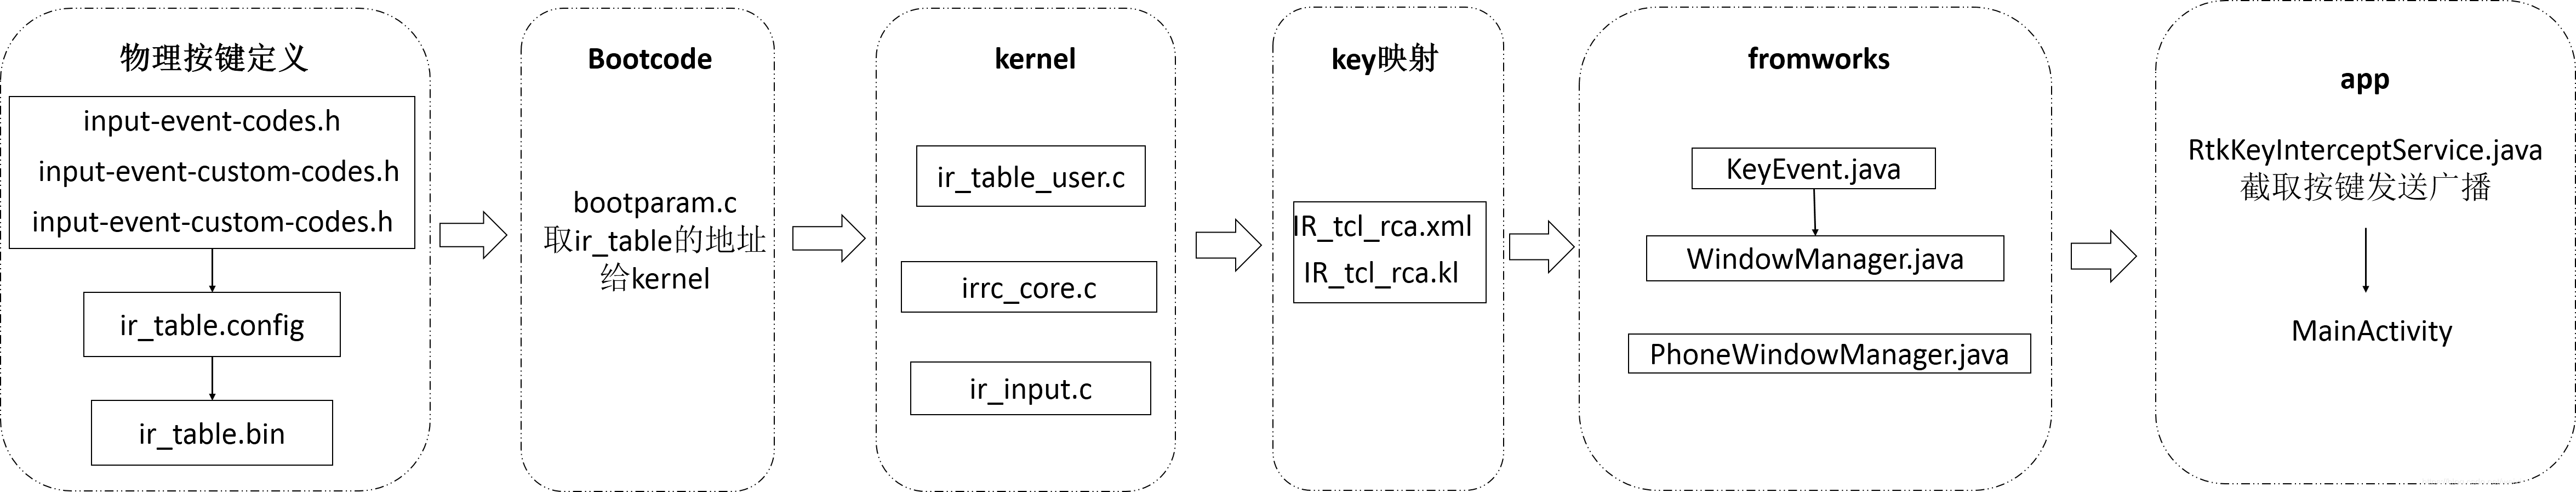 物理按键定义
input-event-codes.h
input-event-custom-codes.h
input-event-custom-codes.h
ir_table.config
ir_table.bin
Bootcode
bootparam.c
取ir_table的地址
给kernel
kernel
ir_table_user.c
irrc_core.c
ir_input.c
key映射
IR_tcl_rca.xml
IR_tcl_rca.kl
fromworks
KeyEvent.java
WindowManager.java
PhoneWindowManager.java
app
RtkKeyInterceptService.java
截取按键发送广播
MainActivity